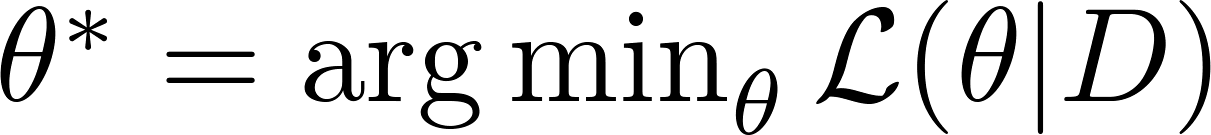 θ* = arg min_θ ℒ(θ|D)